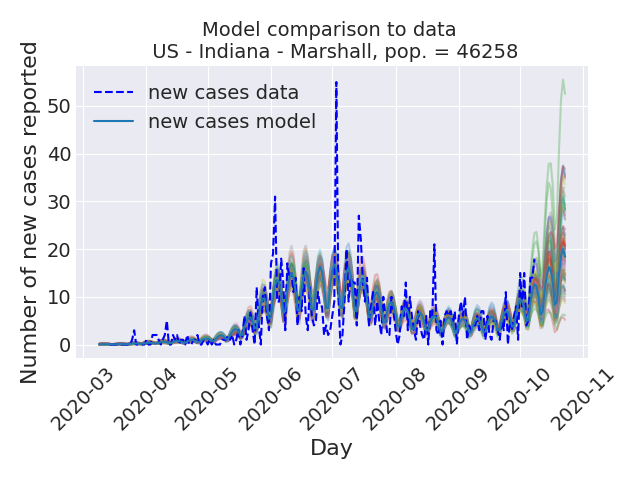 Model comparison to data
US - Indiana - Marshall, pop. = 46258
Number of new cases reported
50
40
30
20
10
0
new cases data
new cases model
2020-03
2020-04
2020-05
2020-06
2020-07
2020-08
2020-09
2020-10
2020-11
Day